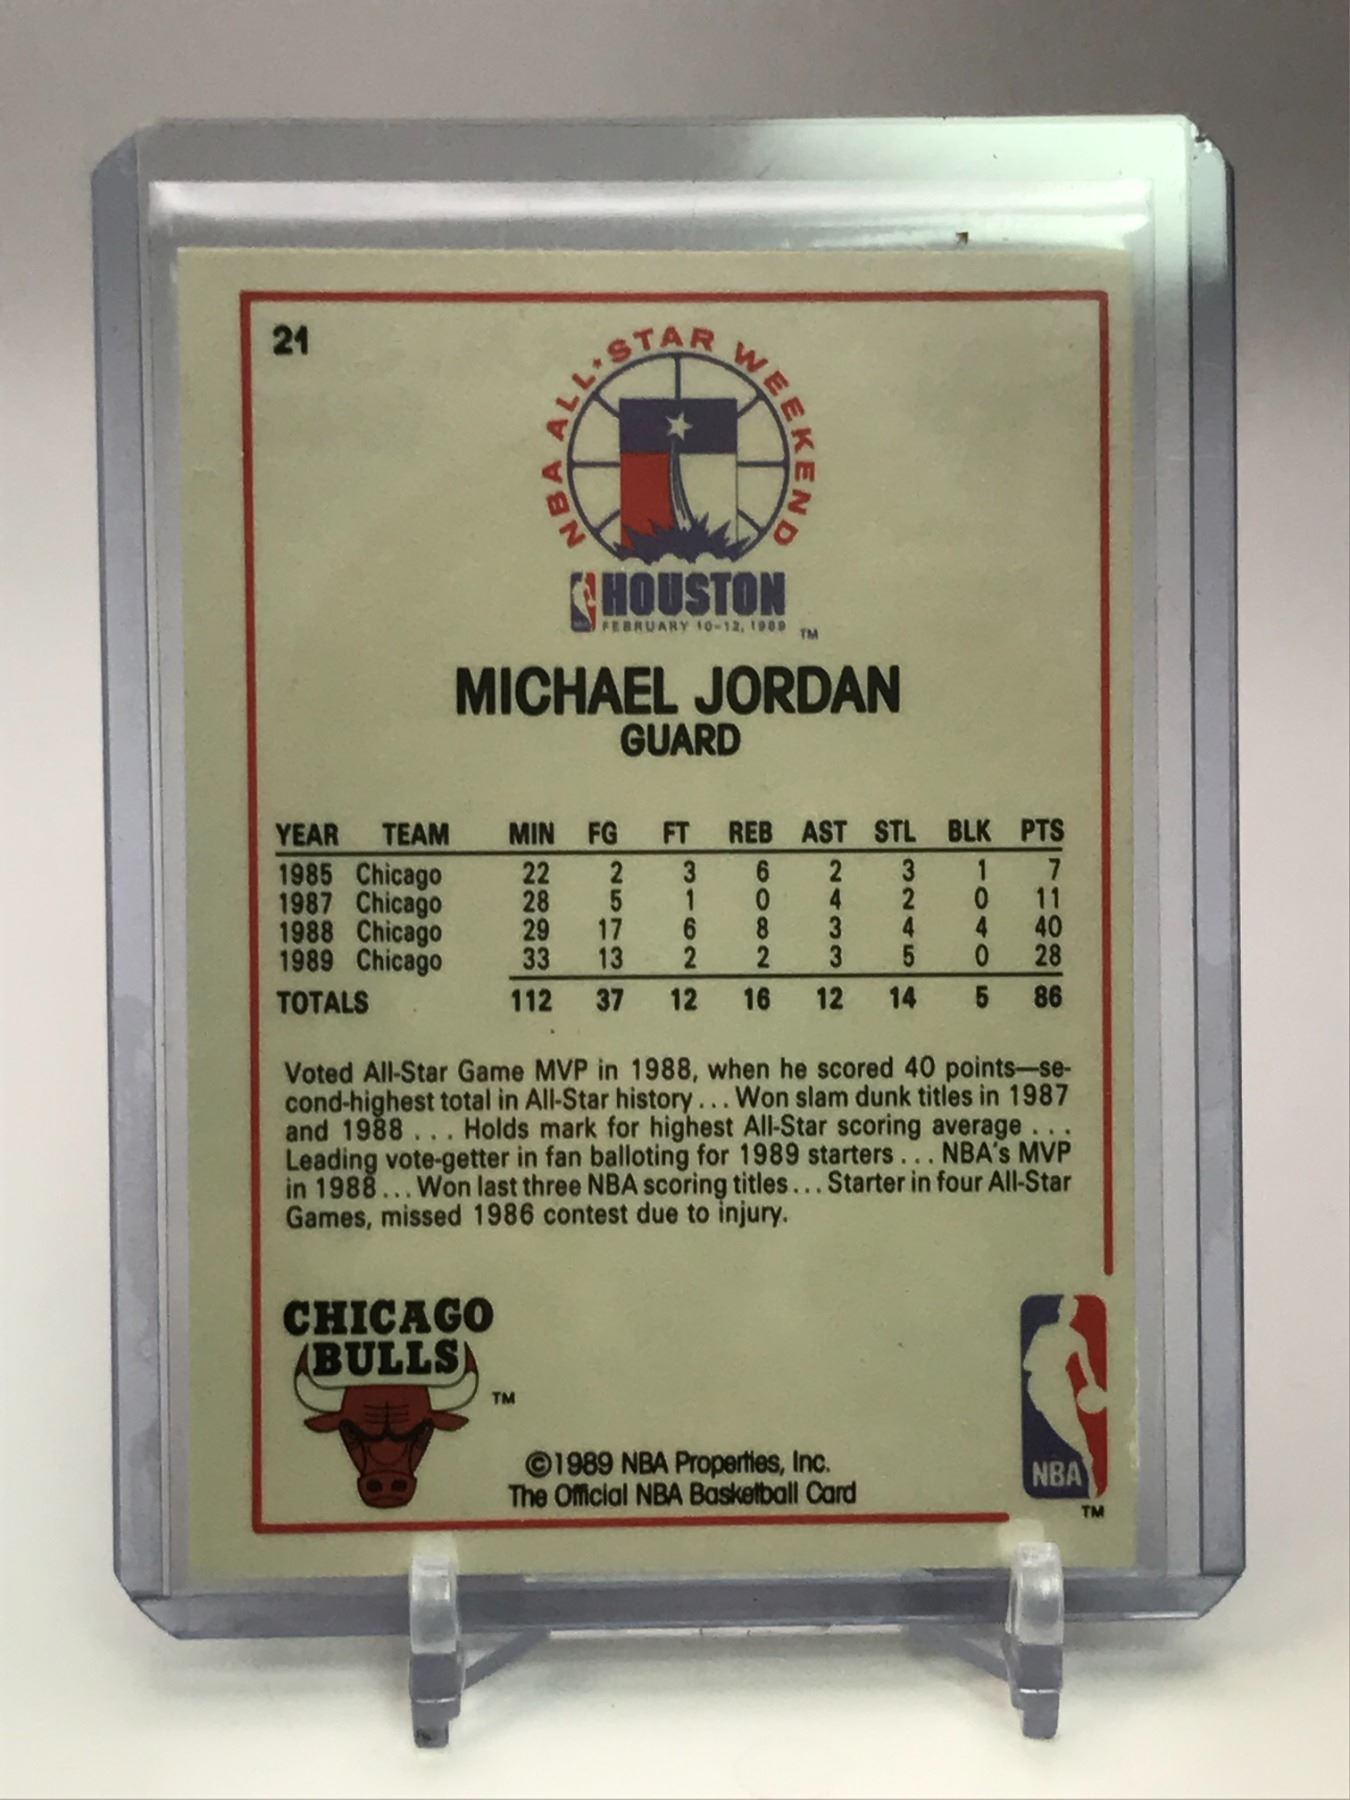 21
NBA ALL·STAR WEEKEND
HOUSTON
FEBRUARY 10-12, 1989 TM
MICHAEL JORDAN
GUARD
YEAR TEAM MIN FG FT REB AST STL BLK PTS
1985 Chicago 22 2 3 6 2 3 1 7
1987 Chicago 28 5 1 0 4 2 0 11
1988 Chicago 29 17 6 8 3 4 4 40
1989 Chicago 33 13 2 2 3 5 0 28
TOTALS 112 37 12 16 12 14 5 86
Voted All-Star Game MVP in 1988, when he scored 40 points—se-
cond-highest total in All-Star history . . . Won slam dunk titles in 1987
and 1988 . . . Holds mark for highest All-Star scoring average . . .
Leading vote-getter in fan balloting for 1989 starters . . . NBA's MVP
in 1988 . . . Won last three NBA scoring titles . . . Starter in four All-Star
Games, missed 1986 contest due to injury.
CHICAGO
BULLS
TM
©1989 NBA Properties, Inc.
The Official NBA Basketball Card
NBA
TM